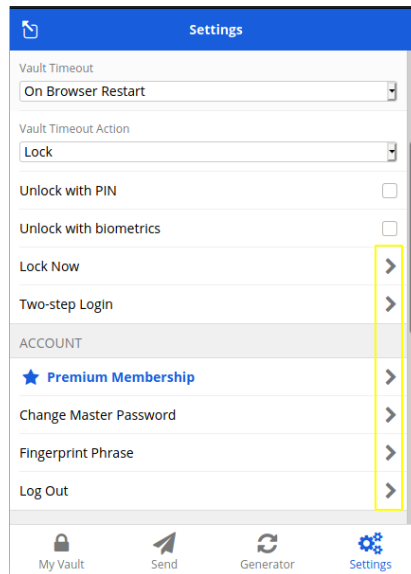 Settings
Vault Timeout
On Browser Restart
Vault Timeout Action
Lock
Unlock with PIN
Unlock with biometrics
Lock Now
Two-step Login
ACCOUNT
Premium Membership
Change Master Password
Fingerprint Phrase
Log Out
My Vault
Send
Generator
Settings